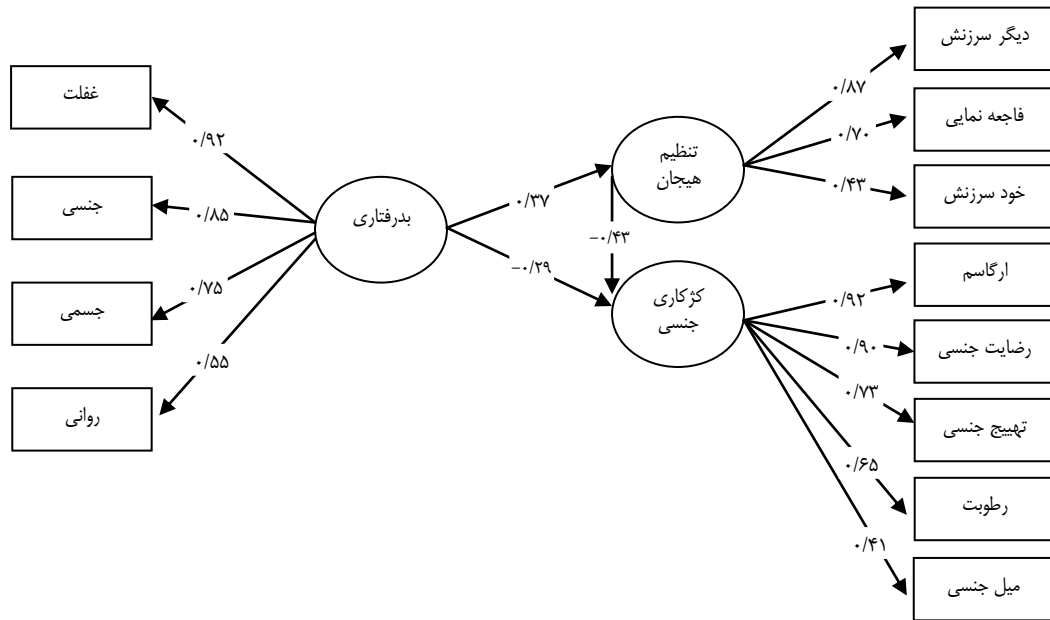 دیگر سرزنش
۰/۸۷
فاجعه نمایی
۰/۷۰
خود سرزنش
۰/۴۳
تنظیم
هیجان
ارگاسم
۰/۹۲
رضایت جنسی
۰/۹۰
تهییج جنسی
۰/۷۳
رطوبت
۰/۶۵
میل جنسی
۰/۴۱
کژکاری
جنسی
−۰/۴۳
۰/۳۷
−۰/۲۹
بدرفتاری
غفلت
۰/۹۲
جنسی
۰/۸۵
جسمی
۰/۷۵
روانی
۰/۵۵